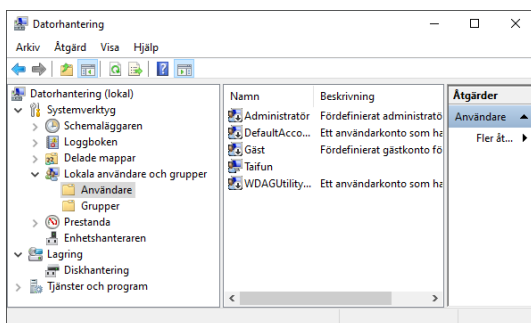 Datorhantering
Arkiv Åtgärd Visa Hjälp
Datorhantering (lokal)
Systemverktyg
Schemaläggaren
Loggboken
Delade mappar
Lokala användare och grupper
Användare
Grupper
Prestanda
Enhetshanteraren
Lagring
Diskhantering
Tjänster och program
Namn Beskrivning
Administratör Fördefinierat administratö
DefaultAcco... Ett användarkonto som ha
Gäst Fördefinierat gästkonto fö
Taifun
WDAGUtility... Ett användarkonto som ha
Åtgärder
Användare
Fler åt...